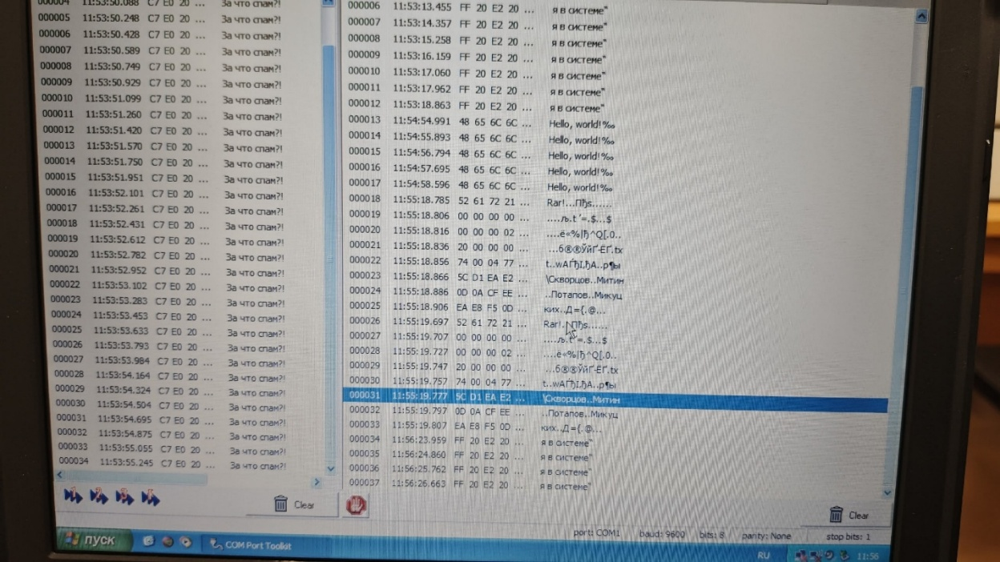 000004 11:53:50.088 C7 E0 20 ... За что спам?!
000005 11:53:50.248 C7 E0 20 ... За что спам?!
000006 11:53:50.428 C7 E0 20 ... За что спам?!
000007 11:53:50.589 C7 E0 20 ... За что спам?!
000008 11:53:50.749 C7 E0 20 ... За что спам?!
000009 11:53:50.929 C7 E0 20 ... За что спам?!
000010 11:53:51.099 C7 E0 20 ... За что спам?!
000011 11:53:51.260 C7 E0 20 ... За что спам?!
000012 11:53:51.420 C7 E0 20 ... За что спам?!
000013 11:53:51.570 C7 E0 20 ... За что спам?!
000014 11:53:51.750 C7 E0 20 ... За что спам?!
000015 11:53:51.951 C7 E0 20 ... За что спам?!
000016 11:53:52.101 C7 E0 20 ... За что спам?!
000017 11:53:52.261 C7 E0 20 ... За что спам?!
000018 11:53:52.431 C7 E0 20 ... За что спам?!
000019 11:53:52.612 C7 E0 20 ... За что спам?!
000020 11:53:52.782 C7 E0 20 ... За что спам?!
000021 11:53:52.952 C7 E0 20 ... За что спам?!
000022 11:53:53.102 C7 E0 20 ... За что спам?!
000023 11:53:53.283 C7 E0 20 ... За что спам?!
000024 11:53:53.453 C7 E0 20 ... За что спам?!
000025 11:53:53.633 C7 E0 20 ... За что спам?!
000026 11:53:53.793 C7 E0 20 ... За что спам?!
000027 11:53:53.984 C7 E0 20 ... За что спам?!
000028 11:53:54.164 C7 E0 20 ... За что спам?!
000029 11:53:54.324 C7 E0 20 ... За что спам?!
000030 11:53:54.504 C7 E0 20 ... За что спам?!
000031 11:53:54.695 C7 E0 20 ... За что спам?!
000032 11:53:54.875 C7 E0 20 ... За что спам?!
000033 11:53:55.055 C7 E0 20 ... За что спам?!
000034 11:53:55.245 C7 E0 20 ... За что спам?!
Clear
000006 11:53:13.455 FF 20 E2 20 ... я в системе"
000007 11:53:14.357 FF 20 E2 20 ... я в системе"
000008 11:53:15.258 FF 20 E2 20 ... я в системе"
000009 11:53:16.159 FF 20 E2 20 ... я в системе"
000010 11:53:17.060 FF 20 E2 20 ... я в системе"
000011 11:53:17.962 FF 20 E2 20 ... я в системе"
000012 11:53:18.863 FF 20 E2 20 ... я в системе"
000013 11:54:54.991 48 65 6C 6C ... Hello, world!‰
000014 11:54:55.893 48 65 6C 6C ... Hello, world!‰
000015 11:54:56.794 48 65 6C 6C ... Hello, world!‰
000016 11:54:57.695 48 65 6C 6C ... Hello, world!‰
000017 11:54:58.596 48 65 6C 6C ... Hello, world!‰
000018 11:55:18.785 52 61 72 21 ... Rar!...Пђs......
000019 11:55:18.806 00 00 00 00 ... ....љ.t ́=.$...$
000020 11:55:18.816 00 00 00 02 ... ....ё«%|Ђ^Q[.0..
000021 11:55:18.836 20 00 00 00 ... ...б®®ЎйҐ-ЁҐ.tx
000022 11:55:18.856 74 00 04 77 ... t..wАЃђI,ђА..р¶ы
000023 11:55:18.866 5C D1 EA E2 ... \Скворцов..Митин
000024 11:55:18.886 0D 0A CF EE ... ..Потапов..Микуц
000025 11:55:18.906 EA E8 F5 0D ... ких..Д={.@...
000026 11:55:19.697 52 61 72 21 ... Rar!...Пђs......
000027 11:55:19.707 00 00 00 00 ... ....љ.t ́=.$...$
000028 11:55:19.727 00 00 00 02 ... ....ё«%|Ђ^Q[.0..
000029 11:55:19.747 20 00 00 00 ... ...б®®ЎйҐ-ЁҐ.tx
000030 11:55:19.757 74 00 04 77 ... t..wАЃђI,ђА..р¶ы
000031 11:55:19.777 5C D1 EA E2 ... \Скворцов..Митин
000032 11:55:19.797 0D 0A CF EE ... ..Потапов..Микуц
000033 11:55:19.807 EA E8 F5 0D ... ких..Д={.@...
000034 11:56:23.959 FF 20 E2 20 ... я в системе"
000035 11:56:24.860 FF 20 E2 20 ... я в системе"
000036 11:56:25.762 FF 20 E2 20 ... я в системе"
000037 11:56:26.663 FF 20 E2 20 ... я в системе"
Clear
port: COM1 baud: 9600 bits: 8 parity: None stop bits: 1
пуск COM Port Toolkit RU 11:56